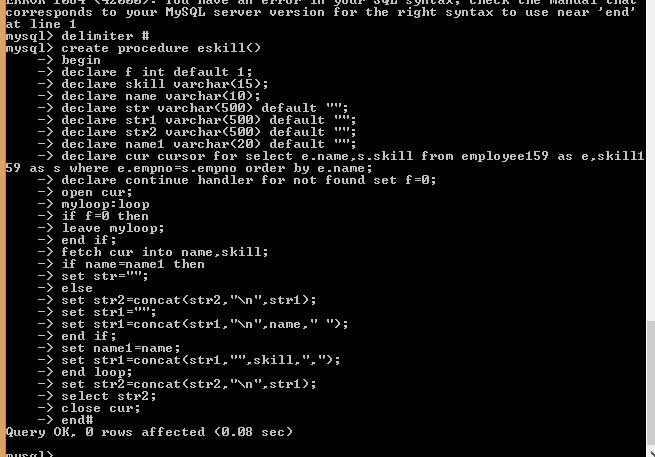 ERROR 1064 (42000): You have an error in your SQL syntax; check the manual that
corresponds to your MySQL server version for the right syntax to use near 'end'
at line 1
mysql> delimiter #
mysql> create procedure eskill()
    -> begin
    -> declare f int default 1;
    -> declare skill varchar(15);
    -> declare name varchar(10);
    -> declare str varchar(500) default "";
    -> declare str1 varchar(500) default "";
    -> declare str2 varchar(500) default "";
    -> declare name1 varchar(20) default "";
    -> declare cur cursor for select e.name,s.skill from employee159 as e,skill1
59 as s where e.empno=s.empno order by e.name;
    -> declare continue handler for not found set f=0;
    -> open cur;
    -> myloop:loop
    -> if f=0 then
    -> leave myloop;
    -> end if;
    -> fetch cur into name,skill;
    -> if name=name1 then
    -> set str="";
    -> else
    -> set str2=concat(str2,"\n",str1);
    -> set str1="";
    -> set str1=concat(str1,"\n",name," ");
    -> end if;
    -> set name1=name;
    -> set str1=concat(str1,"",skill,",");
    -> end loop;
    -> set str2=concat(str2,"\n",str1);
    -> select str2;
    -> close cur;
    -> end#
Query OK, 0 rows affected (0.08 sec)
mysql>